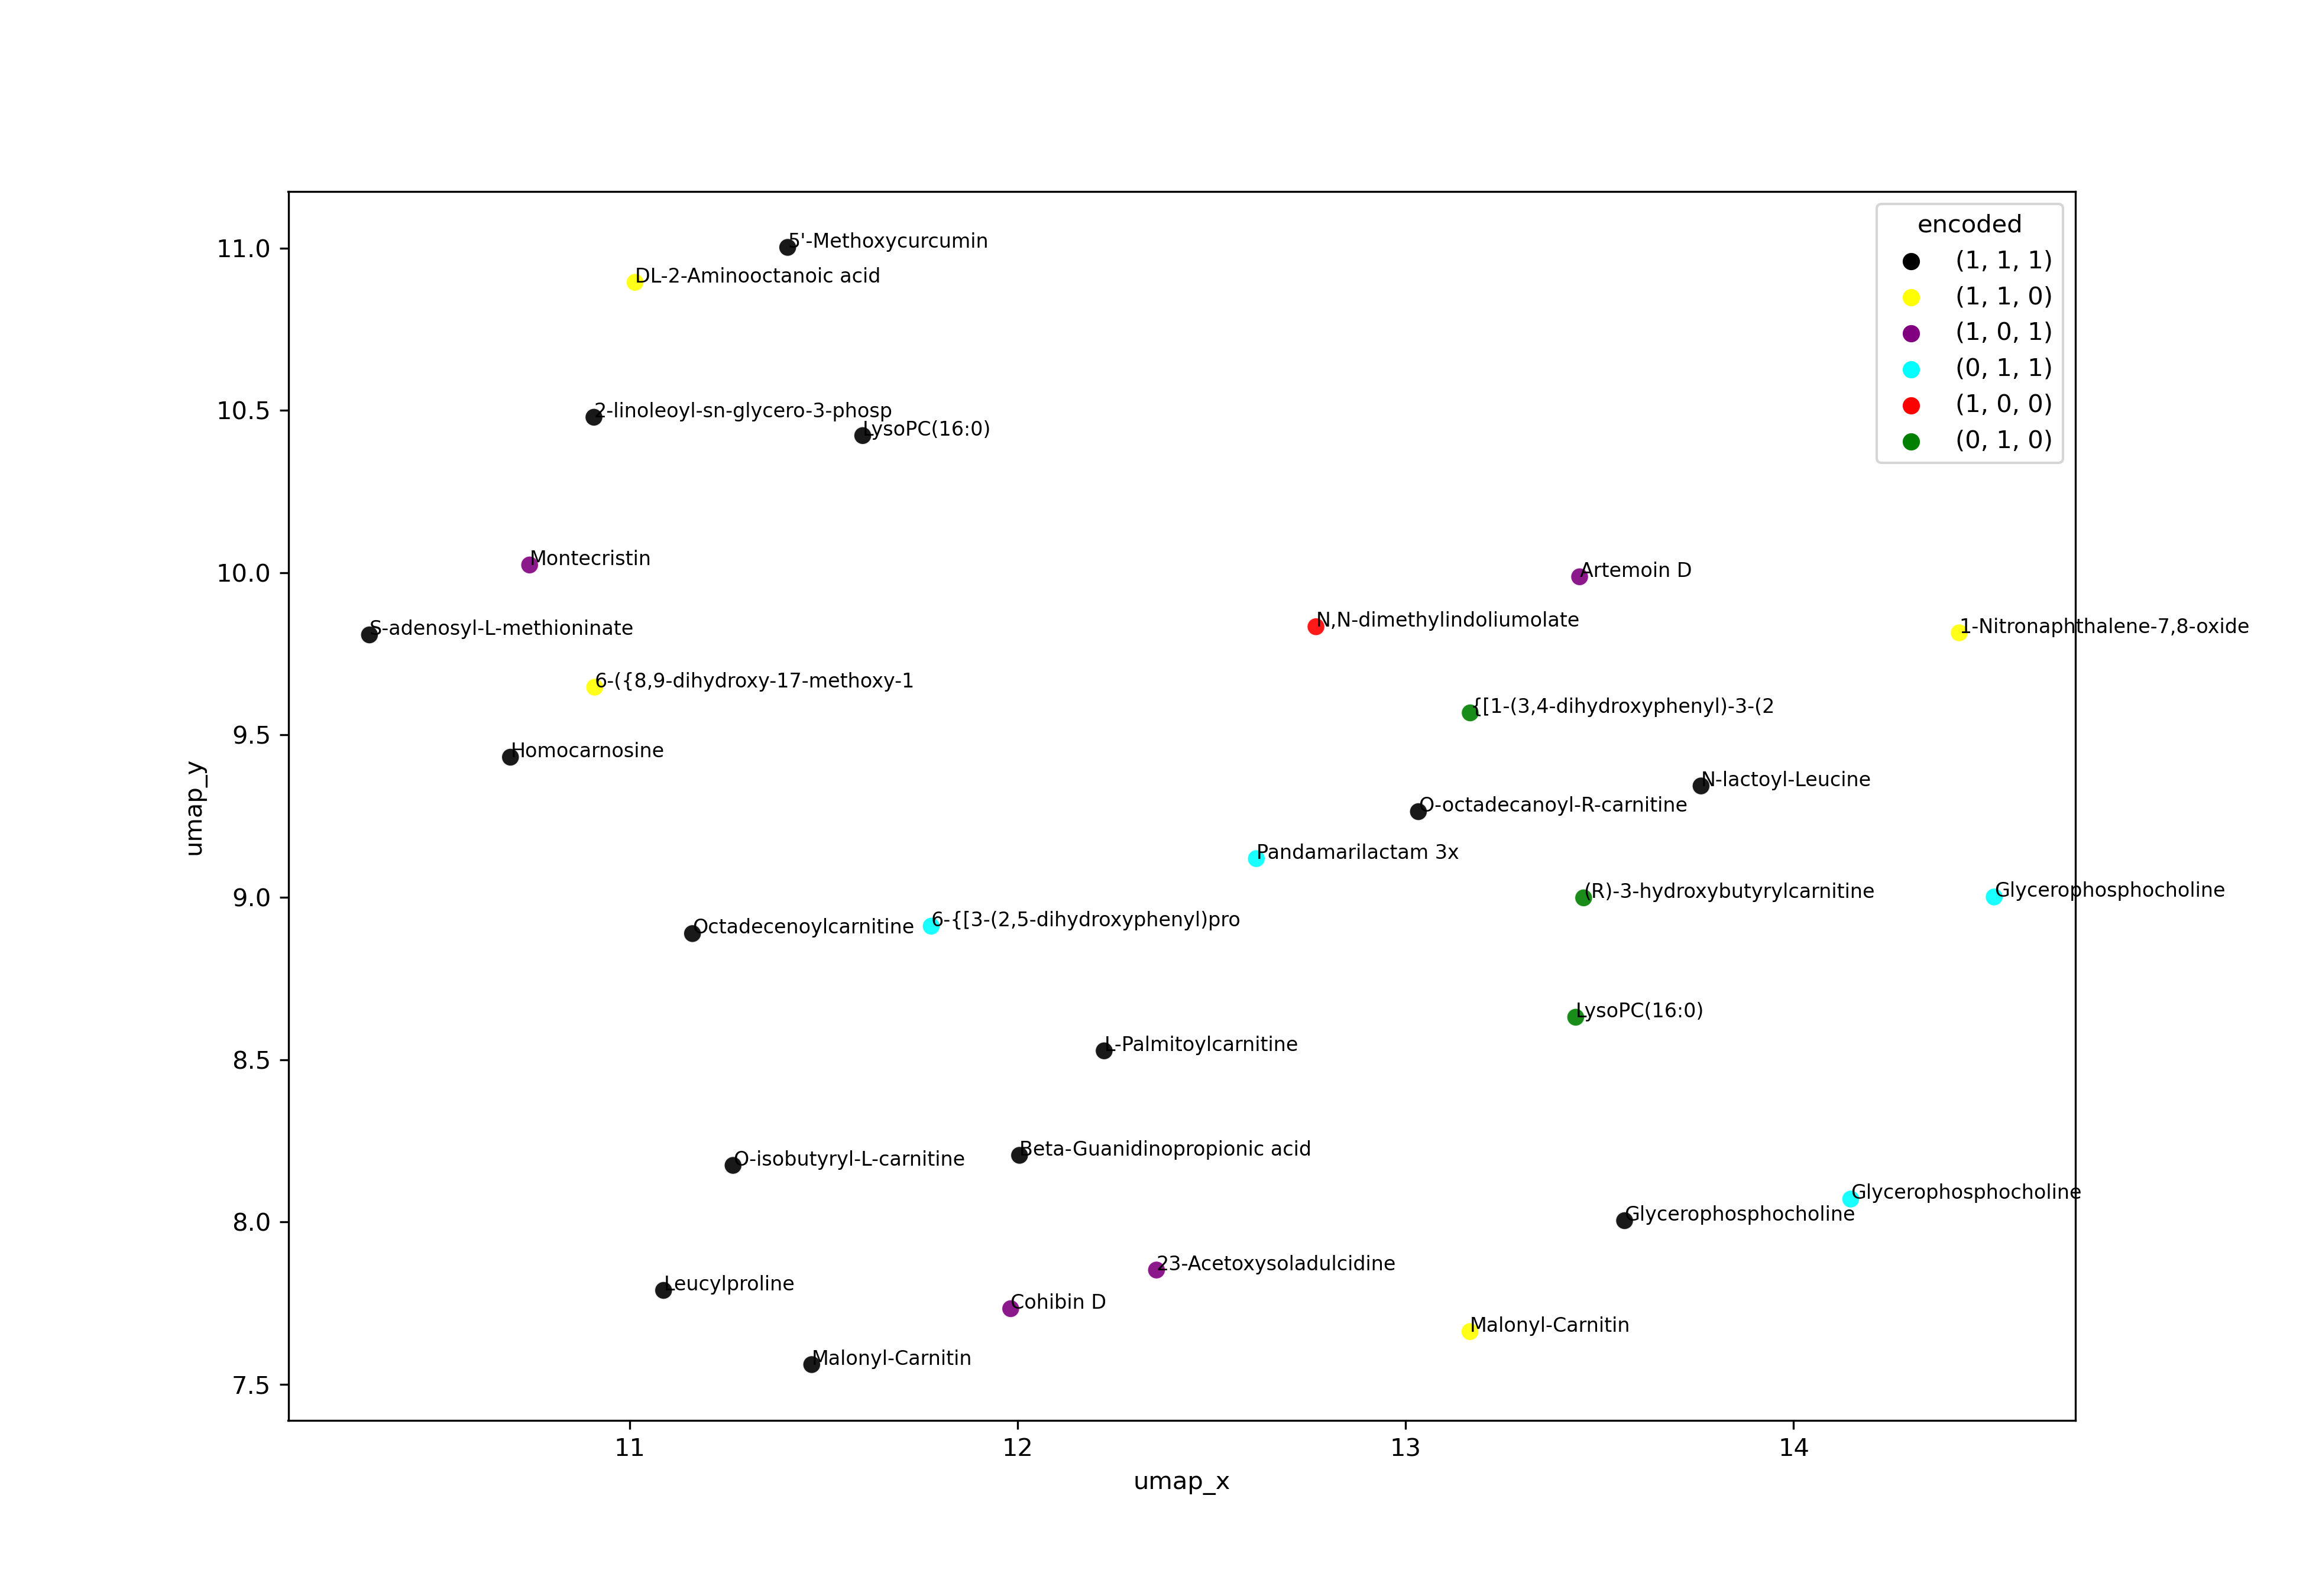 encoded
(1, 1, 1)
(1, 1, 0)
(1, 0, 1)
(0, 1, 1)
(1, 0, 0)
(0, 1, 0)
5'-Methoxycurcumin
DL-2-Aminooctanoic acid
2-linoleoyl-sn-glycero-3-phosp
LysoPC(16:0)
Montecristin
Artemoin D
N,N-dimethylindoliumolate
1-Nitronaphthalene-7,8-oxide
S-adenosyl-L-methioninate
6-({8,9-dihydroxy-17-methoxy-1
{[1-(3,4-dihydroxyphenyl)-3-(2
Homocarnosine
N-lactoyl-Leucine
O-octadecanoyl-R-carnitine
Pandamarilactam 3x
(R)-3-hydroxybutyrylcarnitine
Glycerophosphocholine
Octadecenoylcarnitine
6-{[3-(2,5-dihydroxyphenyl)pro
LysoPC(16:0)
L-Palmitoylcarnitine
O-isobutyryl-L-carnitine
Beta-Guanidinopropionic acid
Glycerophosphocholine
Glycerophosphocholine
23-Acetoxysoladulcidine
Leucylproline
Cohibin D
Malonyl-Carnitin
Malonyl-Carnitin
11.0
10.5
10.0
9.5
9.0
8.5
8.0
7.5
umap_y
11
12
13
14
umap_x